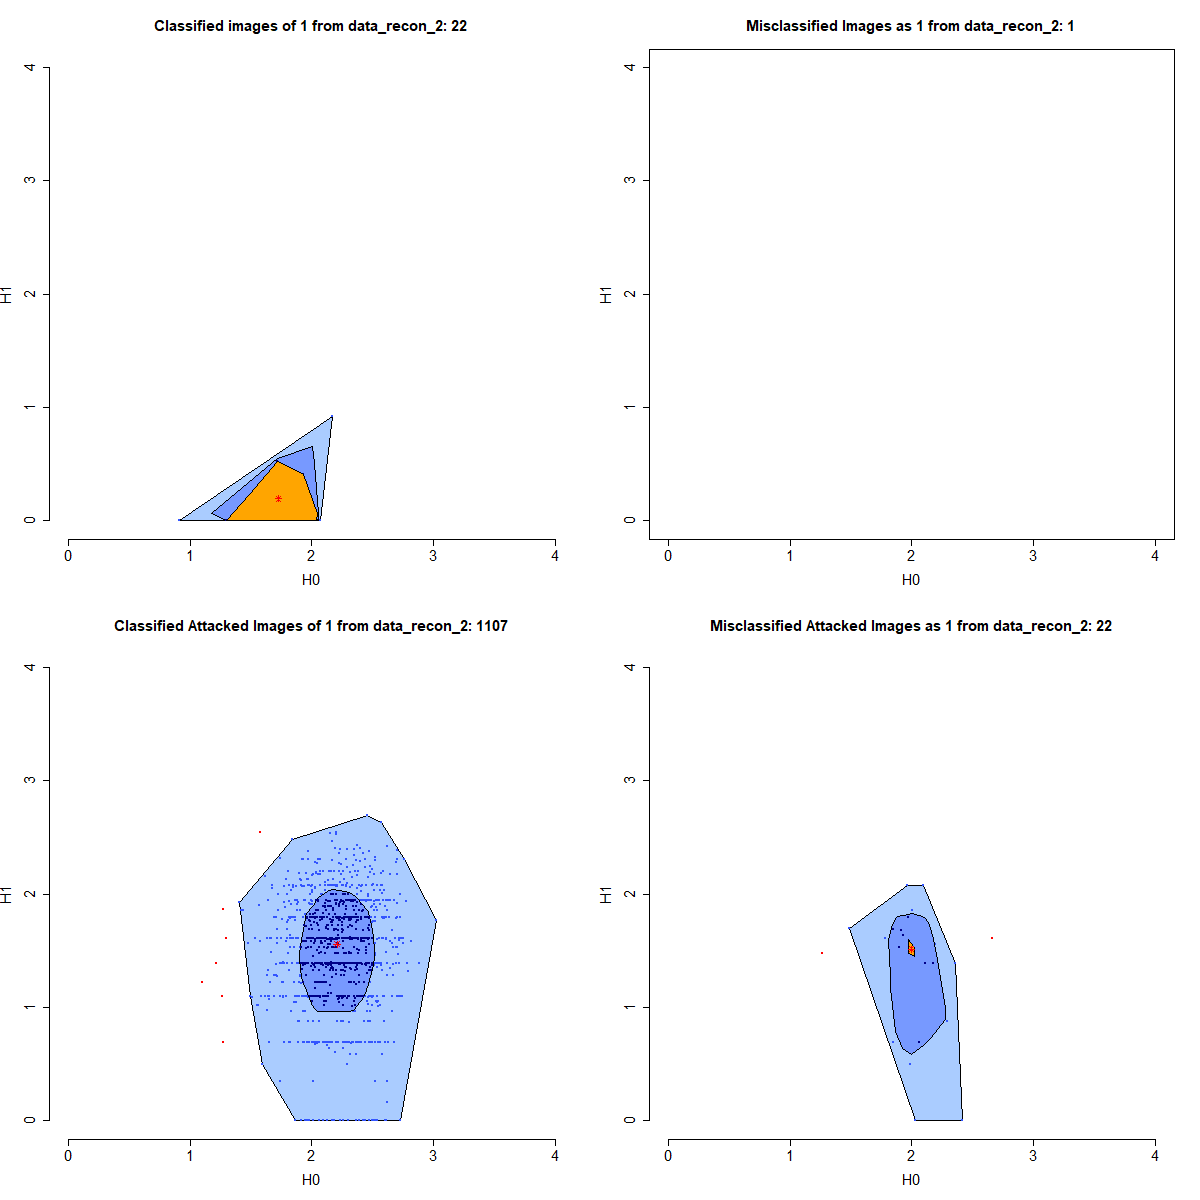 Classified images of 1 from data_recon_2: 22
4
3
2
1
0
H1
0 1 2 3 4
H0
Misclassified Images as 1 from data_recon_2: 1
4
3
2
1
0
H1
0 1 2 3 4
H0
Classified Attacked Images of 1 from data_recon_2: 1107
4
3
2
1
0
H1
0 1 2 3 4
H0
Misclassified Attacked Images as 1 from data_recon_2: 22
4
3
2
1
0
H1
0 1 2 3 4
H0